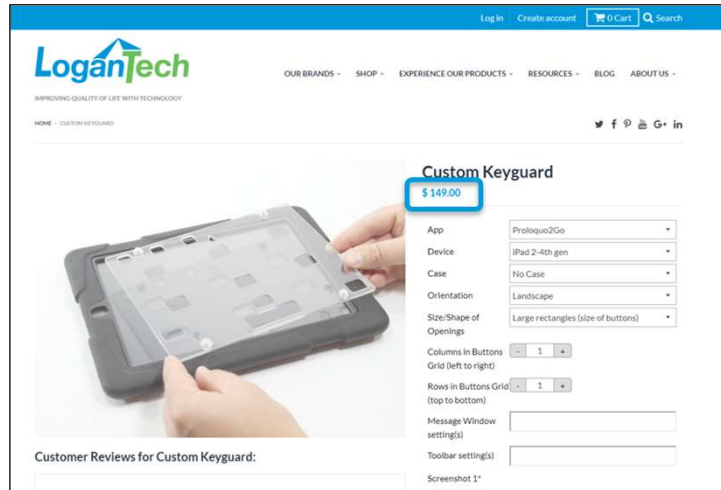 Log in Create account 0 Cart Search
LoganTech
OUR BRANDS SHOP EXPERIENCE OUR PRODUCTS RESOURCES BLOG ABOUT US
IMPROVING QUALITY OF LIFE WITH TECHNOLOGY
HOME › CUSTOM KEYGUARD
Custom Keyguard
$ 149.00
App Proloquo2Go
Device iPad 2-4th gen
Case No Case
Orientation Landscape
Size/Shape of Large rectangles (size of buttons)
Openings
Columns in Buttons - 1 +
Grid (left to right)
Rows in Buttons Grid - 1 +
(top to bottom)
Message Window
setting(s)
Toolbar setting(s)
Screenshot 1*
Customer Reviews for Custom Keyguard: